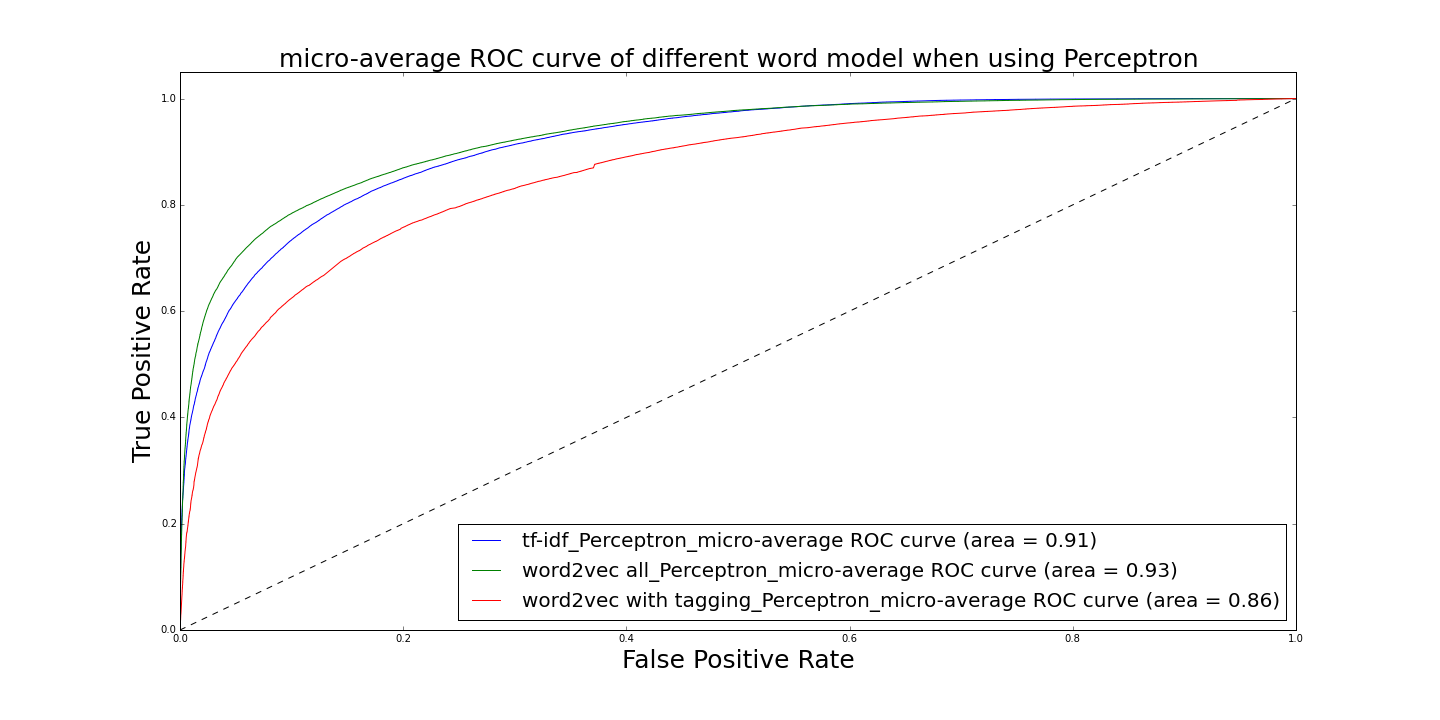 micro-average ROC curve of different word model when using Perceptron
True Positive Rate
1.0
0.8
0.6
0.4
0.2
0.0
0.0 0.2 0.4 0.6 0.8 1.0
False Positive Rate
tf-idf_Perceptron_micro-average ROC curve (area = 0.91)
word2vec all_Perceptron_micro-average ROC curve (area = 0.93)
word2vec with tagging_Perceptron_micro-average ROC curve (area = 0.86)